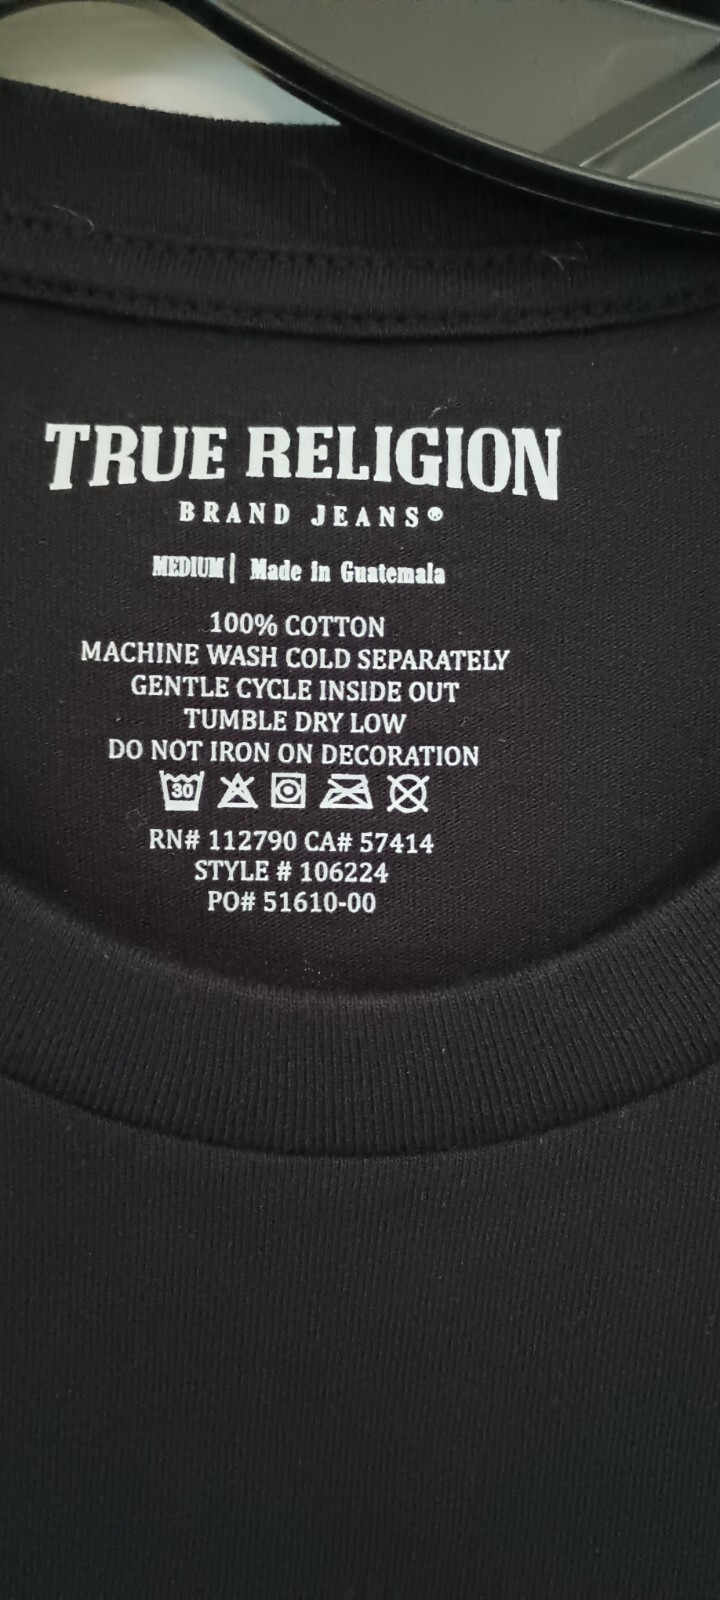 TRUE RELIGION
BRAND JEANS®
MEDIUM | Made in Guatemala
100% COTTON
MACHINE WASH COLD SEPARATELY
GENTLE CYCLE INSIDE OUT
TUMBLE DRY LOW
DO NOT IRON ON DECORATION
30
RN# 112790 CA# 57414
STYLE # 106224
PO# 51610-00